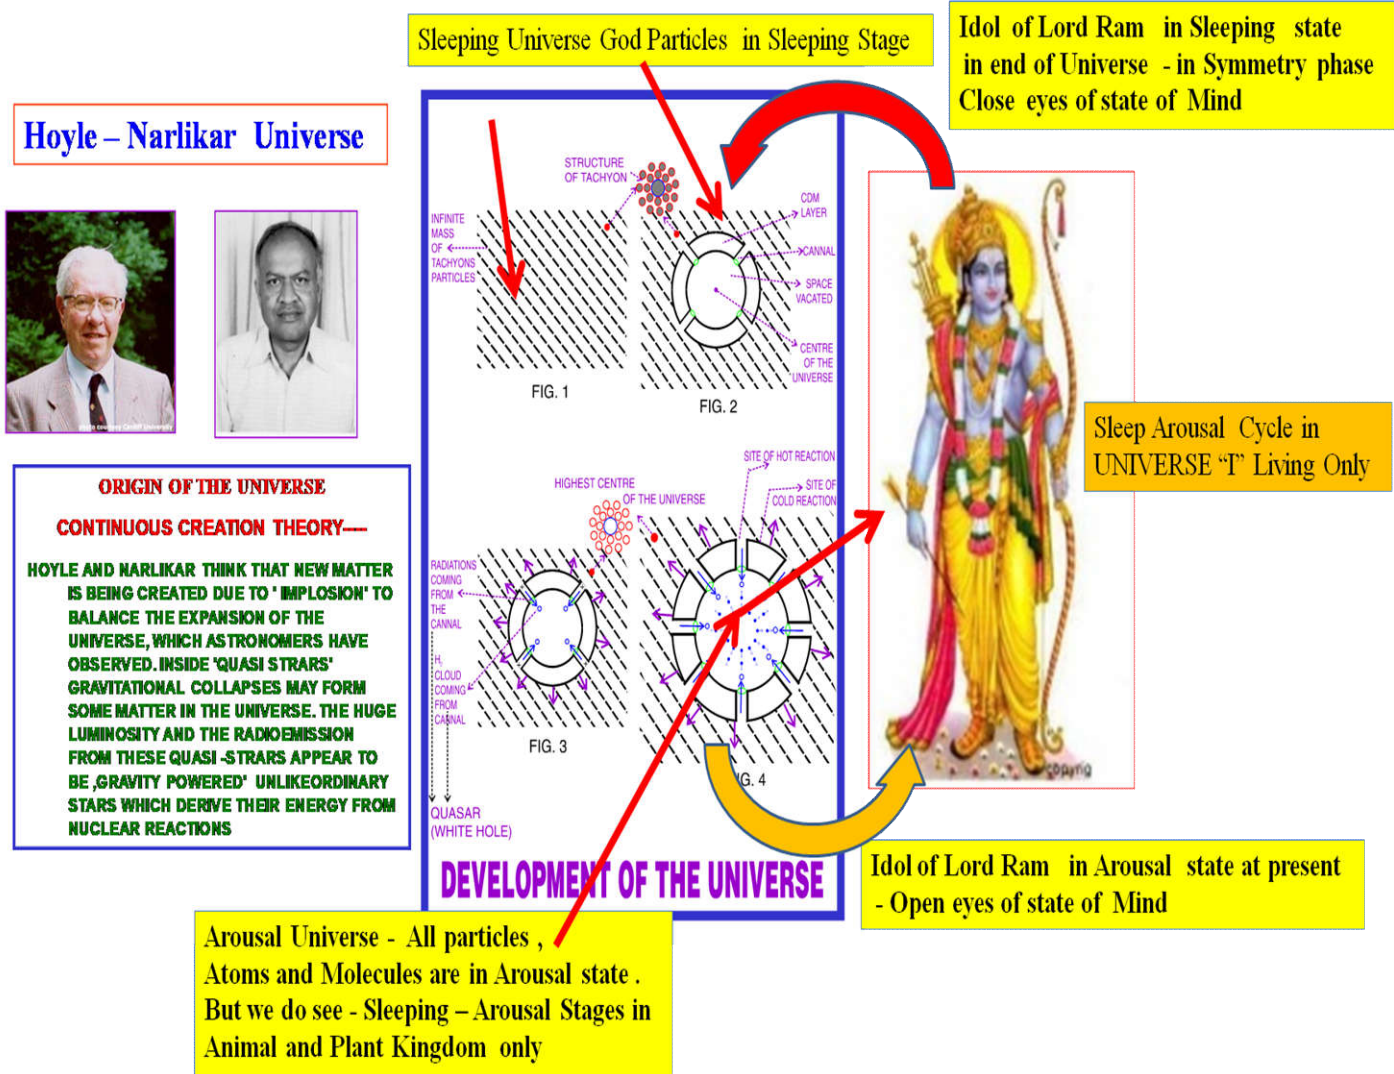 Sleeping Universe God Particles in Sleeping Stage
Idol of Lord Ram in Sleeping state
in end of Universe - in Symmetry phase
Close eyes of state of Mind
Hoyle – Narlikar Universe
photo courtesy Cardiff University
ORIGIN OF THE UNIVERSE
CONTINUOUS CREATION THEORY----
HOYLE AND NARLIKAR THINK THAT NEW MATTER
IS BEING CREATED DUE TO ' IMPLOSION' TO
BALANCE THE EXPANSION OF THE
UNIVERSE, WHICH ASTRONOMERS HAVE
OBSERVED. INSIDE 'QUASI STRARS'
GRAVITATIONAL COLLAPSES MAY FORM
SOME MATTER IN THE UNIVERSE. THE HUGE
LUMINOSITY AND THE RADIOEMISSION
FROM THESE QUASI -STRARS APPEAR TO
BE ,GRAVITY POWERED' UNLIKEORDINARY
STARS WHICH DERIVE THEIR ENERGY FROM
NUCLEAR REACTIONS
STRUCTURE
OF TACHYON
INFINITE
MASS
OF
TACHYONS
PARTICLES
FIG. 1
CDM
LAYER
CANNAL
SPACE
VACATED
CENTRE
OF THE
UNIVERSE
FIG. 2
HIGHEST CENTRE
OF THE UNIVERSE
RADIATIONS
COMING
FROM
THE
CANNAL
H2
CLOUD
COMING
FROM
CANNAL
FIG. 3
QUASAR
(WHITE HOLE)
SITE OF HOT REACTION
SITE OF
COLD REACTION
4
DEVELOPMENT OF THE UNIVERSE
Sleep Arousal Cycle in
UNIVERSE “I” Living Only
copyrig
Idol of Lord Ram in Arousal state at present
- Open eyes of state of Mind
Arousal Universe - All particles ,
Atoms and Molecules are in Arousal state .
But we do see - Sleeping – Arousal Stages in
Animal and Plant Kingdom only